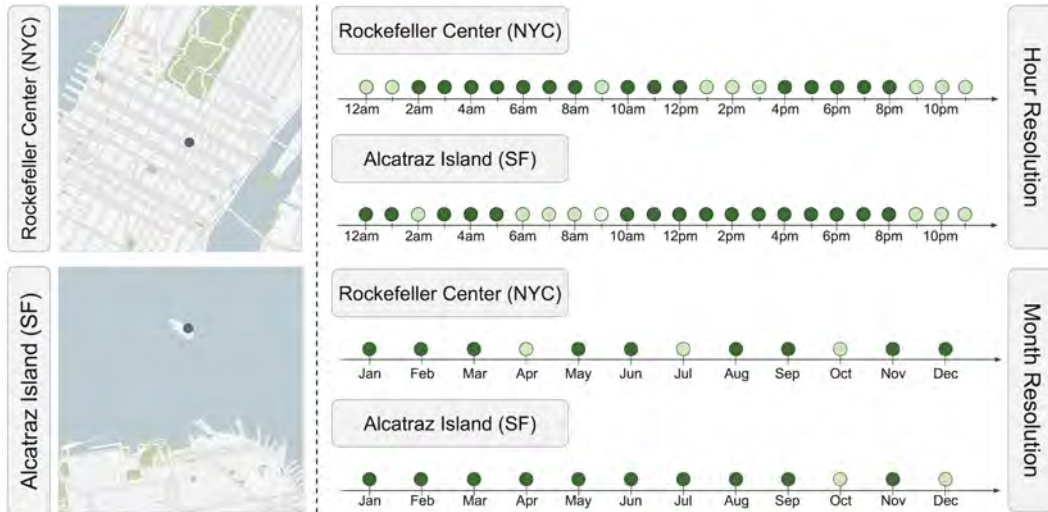 Rockefeller Center (NYC)
Alcatraz Island (SF)
Rockefeller Center (NYC)
12am 2am 4am 6am 8am 10am 12pm 2pm 4pm 6pm 8pm 10pm
Alcatraz Island (SF)
12am 2am 4am 6am 8am 10am 12pm 2pm 4pm 6pm 8pm 10pm
Hour Resolution
Rockefeller Center (NYC)
Jan Feb Mar Apr May Jun Jul Aug Sep Oct Nov Dec
Alcatraz Island (SF)
Jan Feb Mar Apr May Jun Jul Aug Sep Oct Nov Dec
Month Resolution